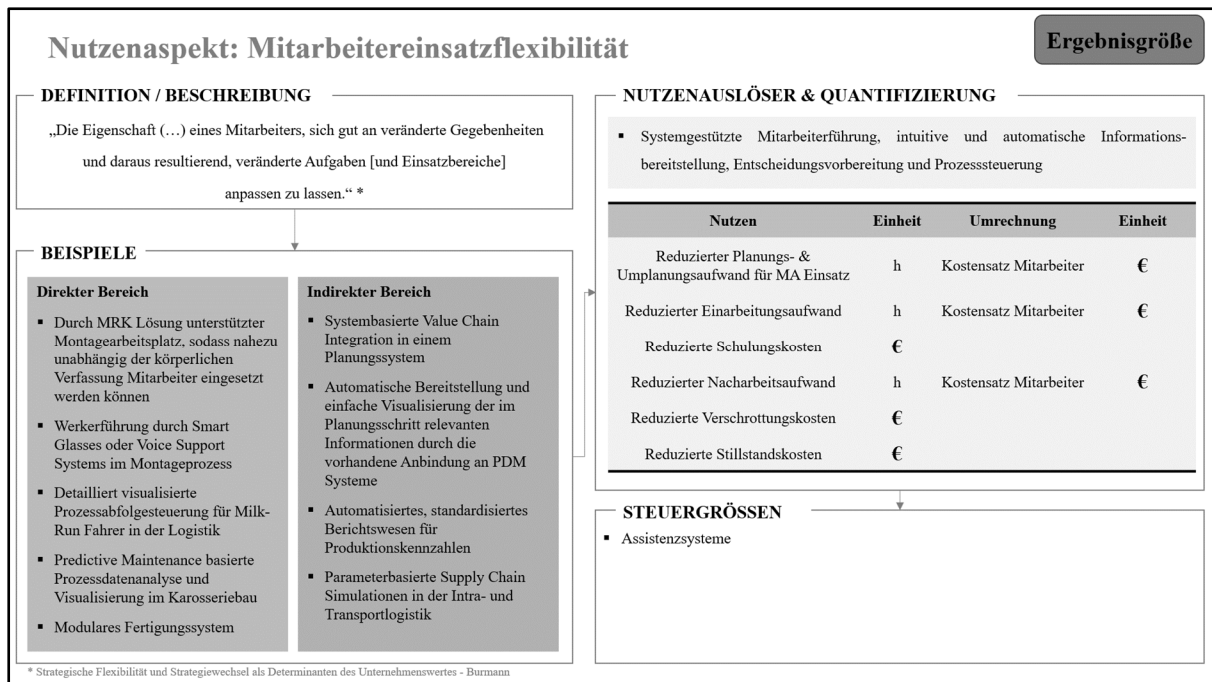 Nutzenaspekt: Mitarbeitereinsatzflexibilität
Ergebnisgröße
DEFINITION / BESCHREIBUNG
„Die Eigenschaft (…) eines Mitarbeiters, sich gut an veränderte Gegebenheiten
und daraus resultierend, veränderte Aufgaben [und Einsatzbereiche]
anpassen zu lassen.“ *
BEISPIELE
Direkter Bereich
▪ Durch MRK Lösung unterstützter
Montagearbeitsplatz, sodass nahezu
unabhängig der körperlichen
Verfassung Mitarbeiter eingesetzt
werden können
▪ Werkerführung durch Smart
Glasses oder Voice Support
Systems im Montageprozess
▪ Detailliert visualisierte
Prozessabfolgesteuerung für Milk-
Run Fahrer in der Logistik
▪ Predictive Maintenance basierte
Prozessdatenanalyse und
Visualisierung im Karosseriebau
▪ Modulares Fertigungssystem
Indirekter Bereich
▪ Systembasierte Value Chain
Integration in einem
Planungssystem
▪ Automatische Bereitstellung und
einfache Visualisierung der im
Planungsschritt relevanten
Informationen durch die
vorhandene Anbindung an PDM
Systeme
▪ Automatisiertes, standardisiertes
Berichtswesen für
Produktionskennzahlen
▪ Parameterbasierte Supply Chain
Simulationen in der Intra- und
Transportlogistik
NUTZENAUSLÖSER & QUANTIFIZIERUNG
▪ Systemgestützte Mitarbeiterführung, intuitive und automatische Informations-
bereitstellung, Entscheidungsvorbereitung und Prozesssteuerung
Nutzen Einheit Umrechnung Einheit
Reduzierter Planungs- &
Umplanungsaufwand für MA Einsatz h Kostensatz Mitarbeiter €
Reduzierter Einarbeitungsaufwand h Kostensatz Mitarbeiter €
Reduzierte Schulungskosten €
Reduzierter Nacharbeitsaufwand h Kostensatz Mitarbeiter €
Reduzierte Verschrottungskosten €
Reduzierte Stillstandskosten €
STEUERGRÖSSEN
▪ Assistenzsysteme
* Strategische Flexibilität und Strategiewechsel als Determinanten des Unternehmenswertes - Burmann